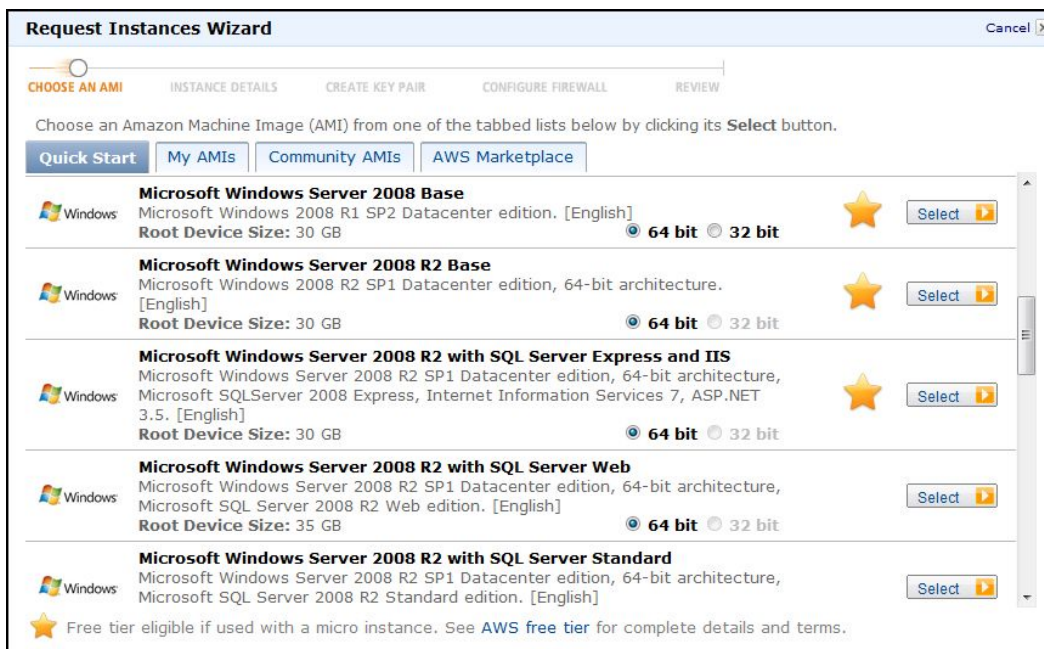 Request Instances Wizard
Cancel
CHOOSE AN AMI INSTANCE DETAILS CREATE KEY PAIR CONFIGURE FIREWALL REVIEW
Choose an Amazon Machine Image (AMI) from one of the tabbed lists below by clicking its Select button.
Quick Start My AMIs Community AMIs AWS Marketplace
Microsoft Windows Server 2008 Base
Windows Microsoft Windows 2008 R1 SP2 Datacenter edition. [English] Select
Root Device Size: 30 GB 64 bit 32 bit
Microsoft Windows Server 2008 R2 Base
Windows Microsoft Windows Server 2008 R2 SP1 Datacenter edition, 64-bit architecture. Select
[English]
Root Device Size: 30 GB 64 bit 32 bit
Microsoft Windows Server 2008 R2 with SQL Server Express and IIS
Microsoft Windows Server 2008 R2 SP1 Datacenter edition, 64-bit architecture,
Windows Microsoft SQLServer 2008 Express, Internet Information Services 7, ASP.NET Select
3.5. [English]
Root Device Size: 30 GB 64 bit 32 bit
Microsoft Windows Server 2008 R2 with SQL Server Web
Microsoft Windows Server 2008 R2 SP1 Datacenter edition, 64-bit architecture,
Windows Microsoft SQL Server 2008 R2 Web edition. [English] Select
Root Device Size: 35 GB 64 bit 32 bit
Microsoft Windows Server 2008 R2 with SQL Server Standard
Microsoft Windows Server 2008 R2 SP1 Datacenter edition, 64-bit architecture,
Windows Microsoft SQL Server 2008 R2 Standard edition. [English] Select
Free tier eligible if used with a micro instance. See AWS free tier for complete details and terms.